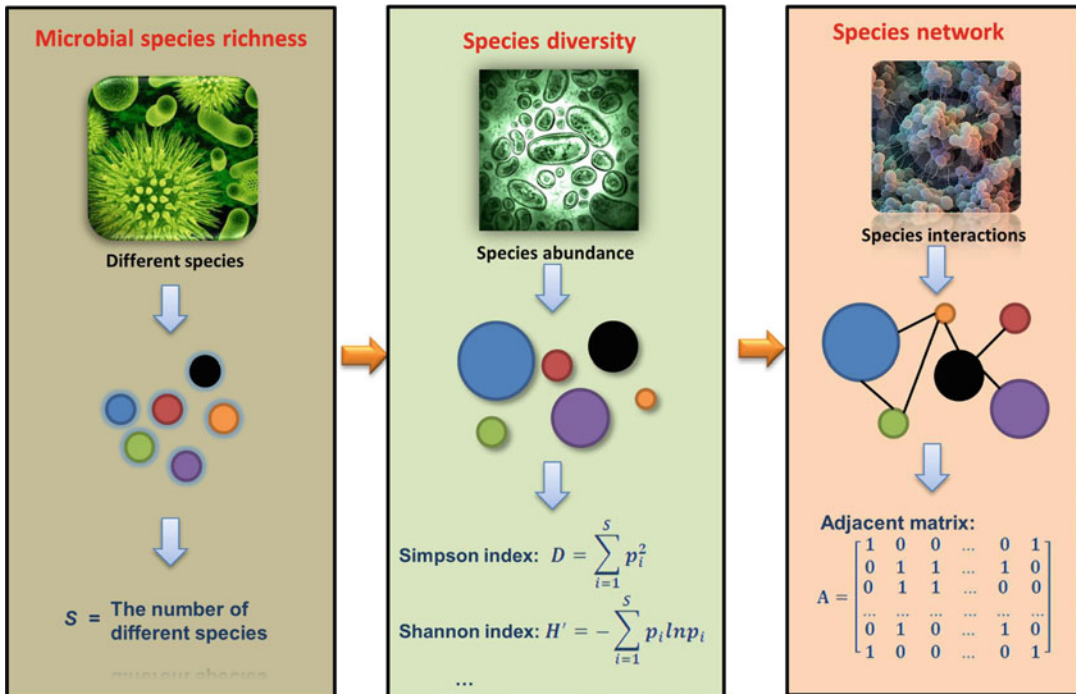 Microbial species richness
Different species
S = The number of
different species
Species diversity
Species abundance
Simpson index: D = \sum_{i=1}^{S} p_i^2
Shannon index: H' = -\sum_{i=1}^{S} p_i ln p_i
...
Species network
Species interactions
Adjacent matrix:
A =
1 0 0 ... 0 1
0 1 1 ... 1 0
0 1 1 ... 0 0
... ... ... ... ... ...
0 1 0 ... 1 0
1 0 0 ... 0 1